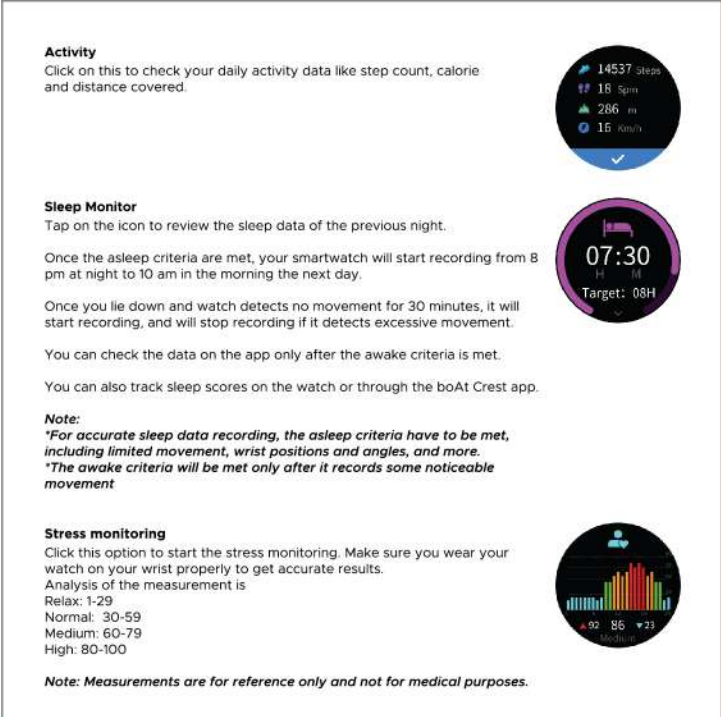 Activity
Click on this to check your daily activity data like step count, calorie
and distance covered.
14537 Steps
18 Spm
286 m
16 Km/h
Sleep Monitor
Tap on the icon to review the sleep data of the previous night.
Once the asleep criteria are met, your smartwatch will start recording from 8
pm at night to 10 am in the morning the next day.
Once you lie down and watch detects no movement for 30 minutes, it will
start recording, and will stop recording if it detects excessive movement.
You can check the data on the app only after the awake criteria is met.
You can also track sleep scores on the watch or through the boAt Crest app.
Note:
*For accurate sleep data recording, the asleep criteria have to be met,
including limited movement, wrist positions and angles, and more.
*The awake criteria will be met only after it records some noticeable
movement
07:30
H M
Target: 08H
Stress monitoring
Click this option to start the stress monitoring. Make sure you wear your
watch on your wrist properly to get accurate results.
Analysis of the measurement is
Relax: 1-29
Normal: 30-59
Medium: 60-79
High: 80-100
Note: Measurements are for reference only and not for medical purposes.
92 86 23
Medium